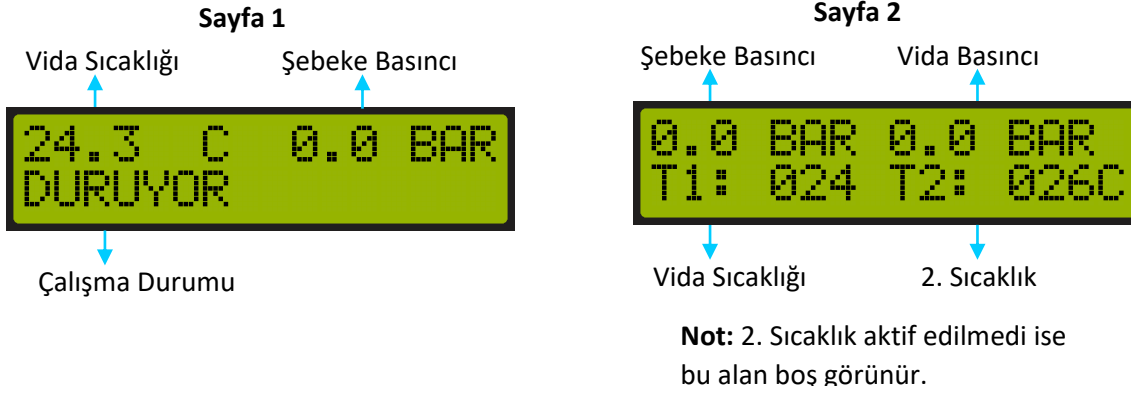 Sayfa 1
Vida Sıcaklığı Şebeke Basıncı
24.3 C 0.0 BAR
DURUYOR
Çalışma Durumu
Sayfa 2
Şebeke Basıncı Vida Basıncı
0.0 BAR 0.0 BAR
T1: 024 T2: 026C
Vida Sıcaklığı 2. Sıcaklık
Not: 2. Sıcaklık aktif edilmedi ise
bu alan boş görünür.